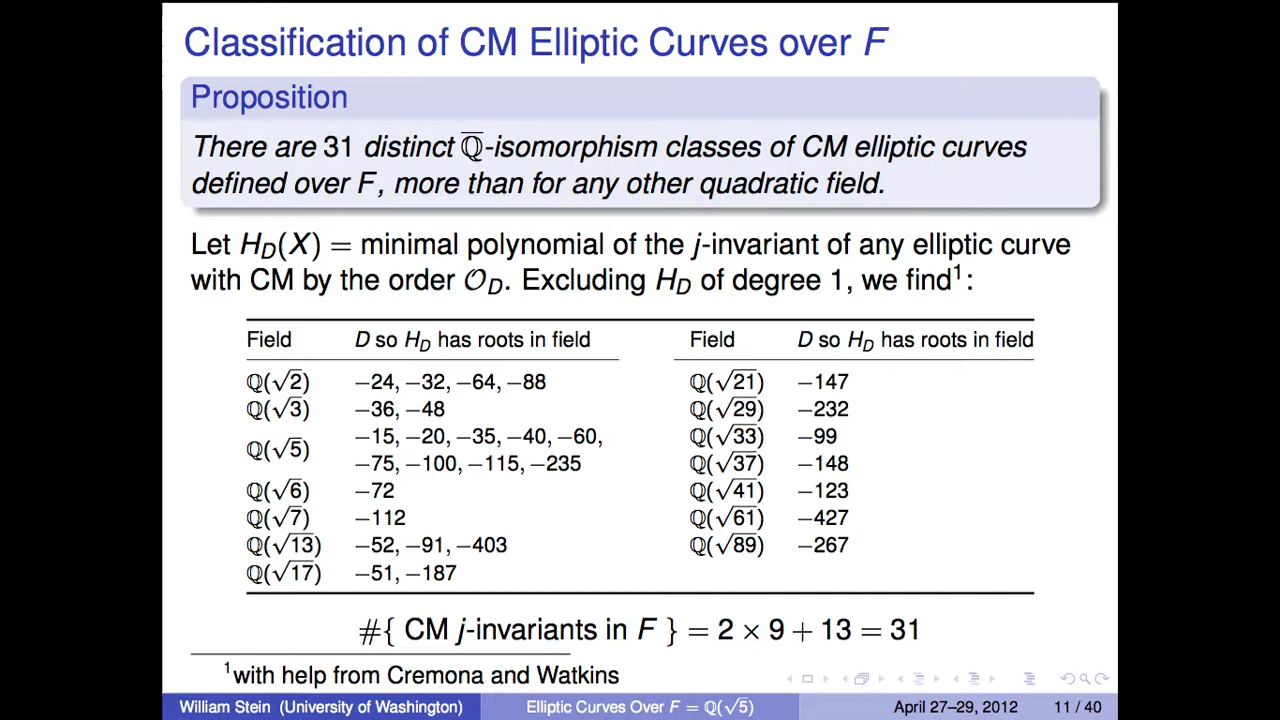 Classification of CM Elliptic Curves over F
Proposition
There are 31 distinct ℚ̅-isomorphism classes of CM elliptic curves
defined over F, more than for any other quadratic field.
Let H_D(X) = minimal polynomial of the j-invariant of any elliptic curve
with CM by the order 𝒪_D. Excluding H_D of degree 1, we find¹:
Field D so H_D has roots in field Field D so H_D has roots in field
ℚ(√2) −24, −32, −64, −88 ℚ(√21) −147
ℚ(√3) −36, −48 ℚ(√29) −232
ℚ(√5) −15, −20, −35, −40, −60, ℚ(√33) −99
−75, −100, −115, −235 ℚ(√37) −148
ℚ(√6) −72 ℚ(√41) −123
ℚ(√7) −112 ℚ(√61) −427
ℚ(√13) −52, −91, −403 ℚ(√89) −267
ℚ(√17) −51, −187
#{ CM j-invariants in F } = 2 × 9 + 13 = 31
¹with help from Cremona and Watkins
William Stein (University of Washington) Elliptic Curves Over F = ℚ(√5) April 27–29, 2012 11 / 40